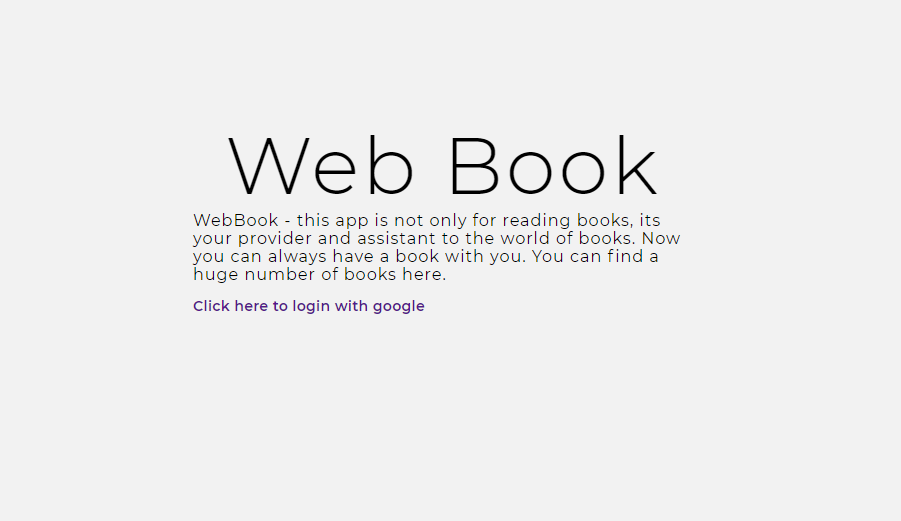 Web Book
WebBook - this app is not only for reading books, its
your provider and assistant to the world of books. Now
you can always have a book with you. You can find a
huge number of books here.
Click here to login with google